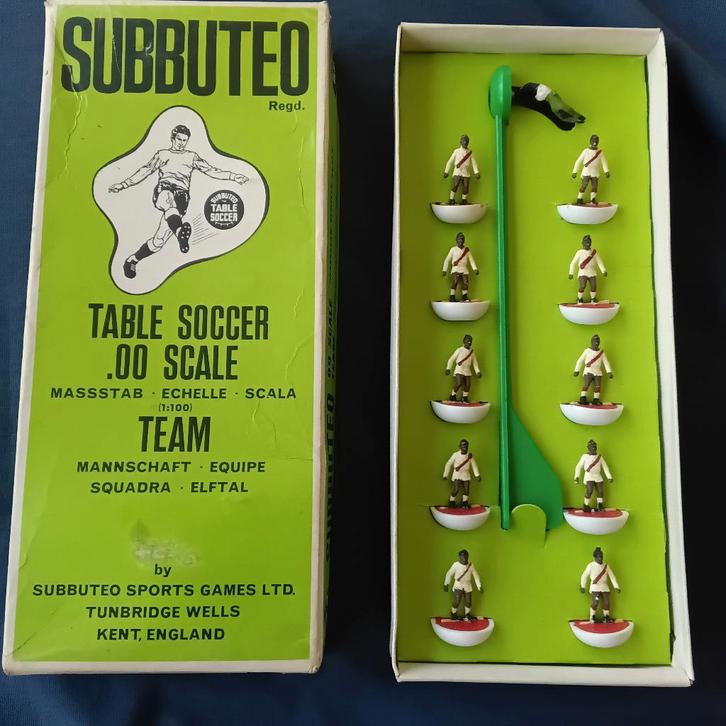 SUBBUTEO
Regd.
SUBBUTEO
TABLE
SOCCER
TABLE SOCCER
.00 SCALE
MASSSTAB · ECHELLE · SCALA
(1:100)
TEAM
MANNSCHAFT · EQUIPE
SQUADRA · ELFTAL
by
SUBBUTEO SPORTS GAMES LTD.
TUNBRIDGE WELLS
KENT, ENGLAND